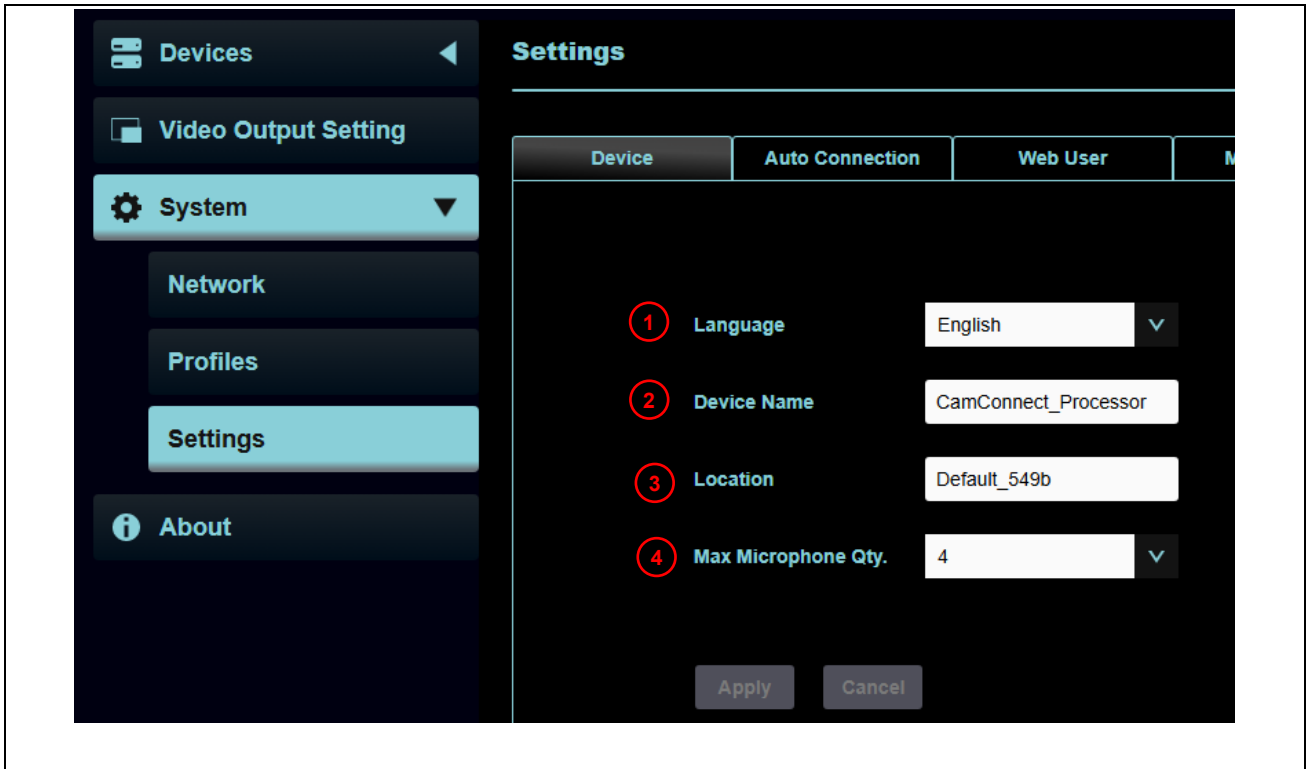 Devices
Settings
Video Output Setting
Device
Auto Connection
Web User
M
System
Network
Profiles
Settings
About
1 Language English
2 Device Name CamConnect_Processor
3 Location Default_549b
4 Max Microphone Qty. 4
Apply Cancel